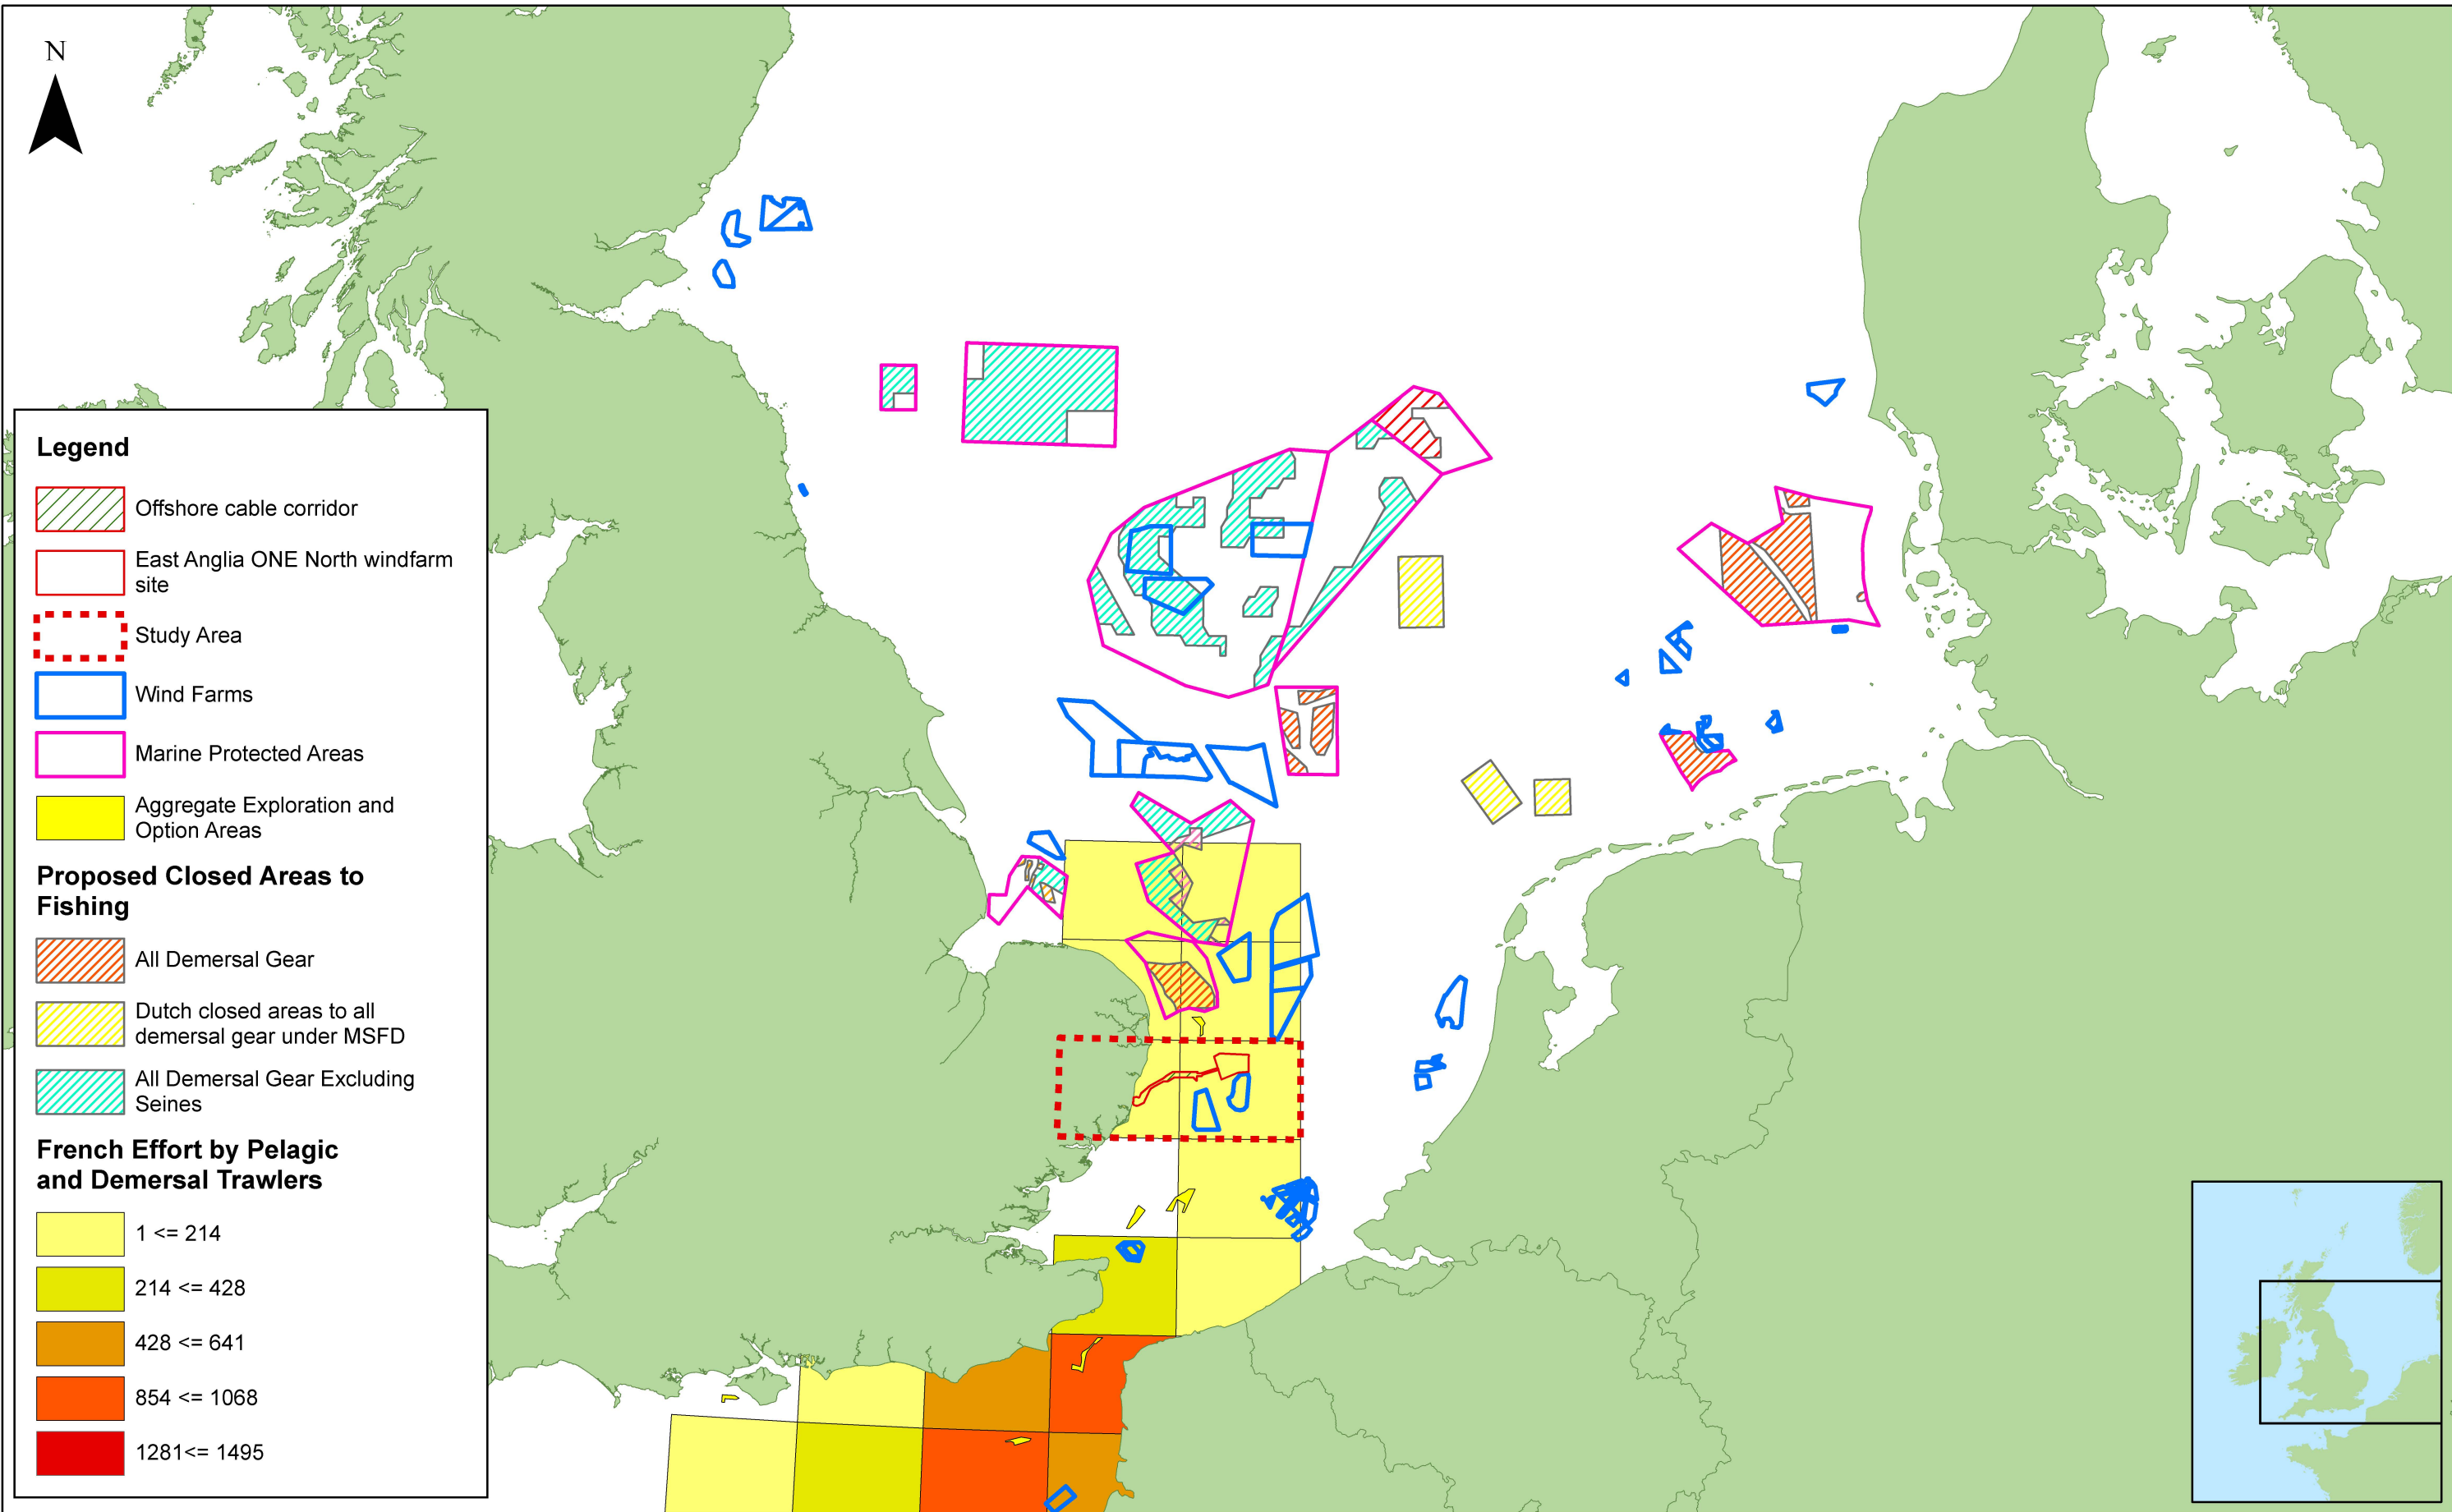 N
Legend
Offshore cable corridor
East Anglia ONE North windfarm
site
Study Area
Wind Farms
Marine Protected Areas
Aggregate Exploration and
Option Areas
Proposed Closed Areas to
Fishing
All Demersal Gear
Dutch closed areas to all
demersal gear under MSFD
All Demersal Gear Excluding
Seines
French Effort by Pelagic
and Demersal Trawlers
1 <= 214
214 <= 428
428 <= 641
854 <= 1068
1281<= 1495